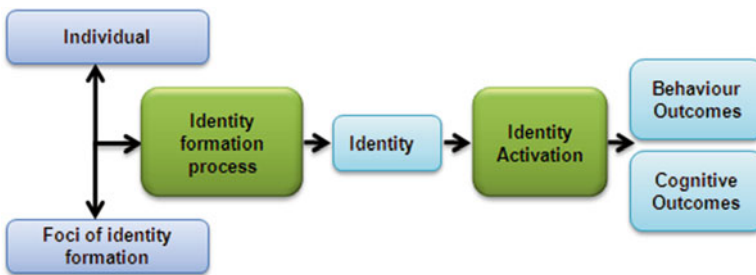 Individual
Foci of identity
formation
Identity
formation
process
Identity
Identity
Activation
Behaviour
Outcomes
Cognitive
Outcomes